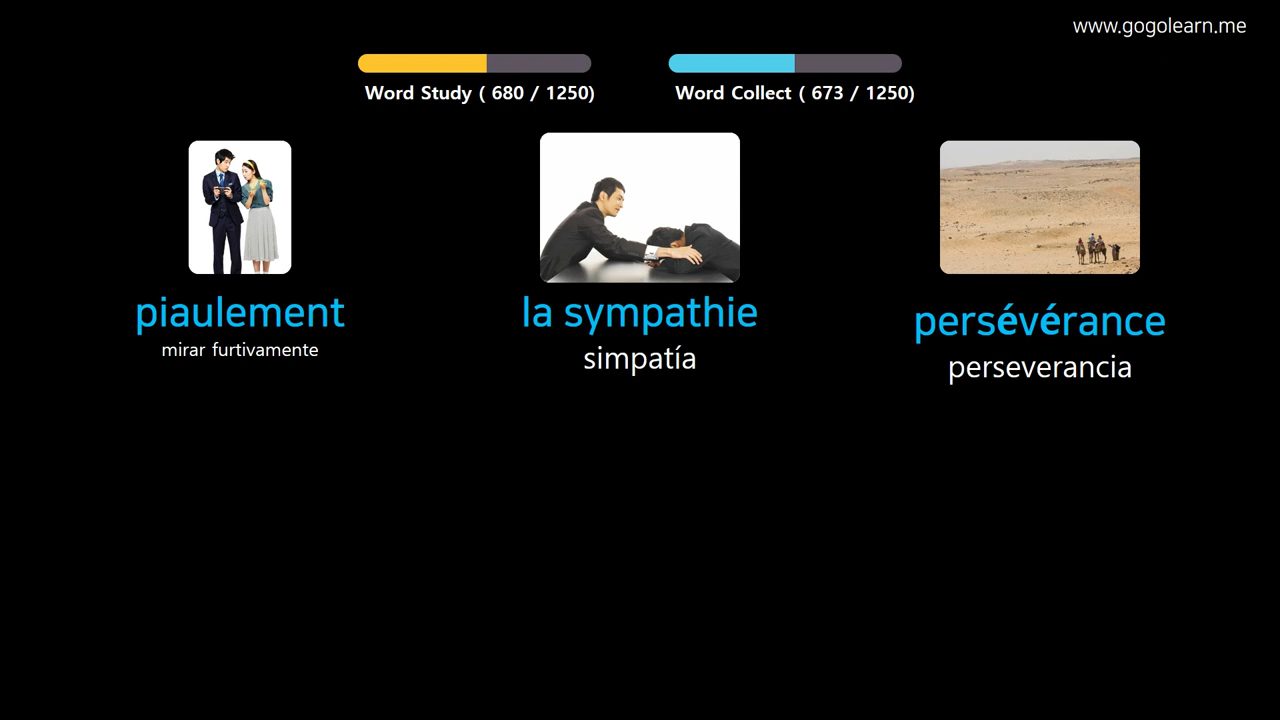 www.gogolearn.me
Word Study ( 680 / 1250)
Word Collect ( 673 / 1250)
piaulement
mirar furtivamente
la sympathie
simpatía
persévérance
perseverancia